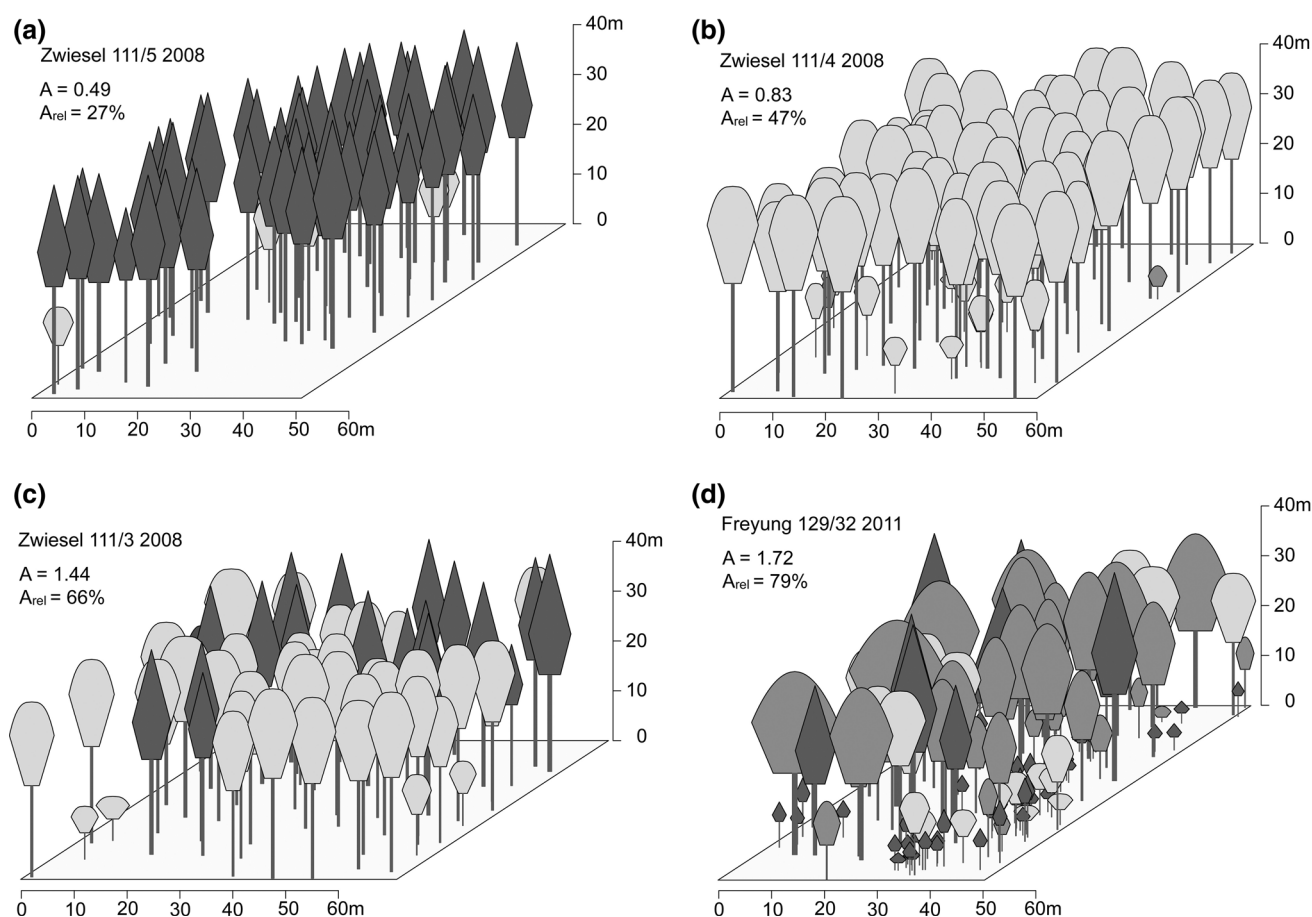 (a)
Zwiesel 111/5 2008
A = 0.49
Arel = 27%
40m
30
20
10
0
0 10 20 30 40 50 60m
(b)
Zwiesel 111/4 2008
A = 0.83
Arel = 47%
40m
30
20
10
0
0 10 20 30 40 50 60m
(c)
Zwiesel 111/3 2008
A = 1.44
Arel = 66%
40m
30
20
10
0
0 10 20 30 40 50 60m
(d)
Freyung 129/32 2011
A = 1.72
Arel = 79%
40m
30
20
10
0
0 10 20 30 40 50 60m